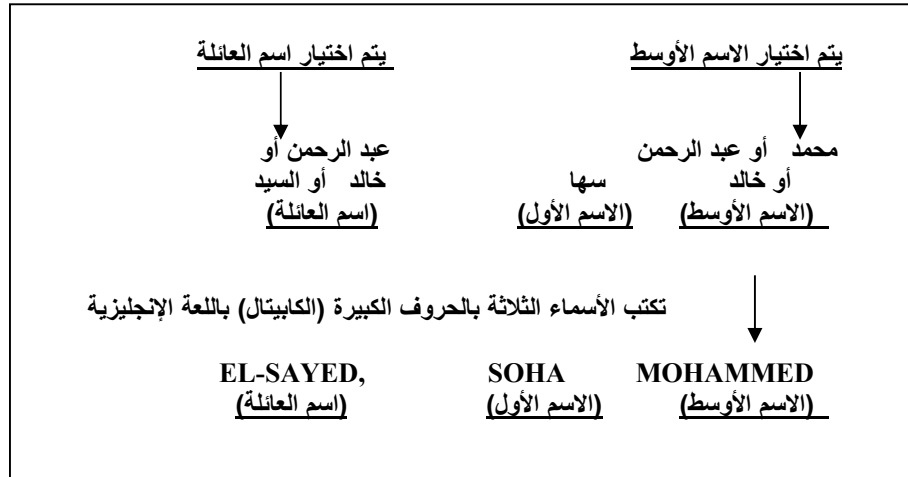 يتم اختيار الاسم الأوسط يتم اختيار اسم العائلة
محمد أو عبد الرحمن عبد الرحمن أو
أو خالد سها خالد أو السيد
(الاسم الأوسط) (الاسم الأول) (اسم العائلة)
تكتب الأسماء الثلاثة بالحروف الكبيرة (الكابيتال) باللعة الإنجليزية
EL-SAYED, SOHA MOHAMMED
(الاسم الأوسط) (الاسم الأول) (اسم العائلة)